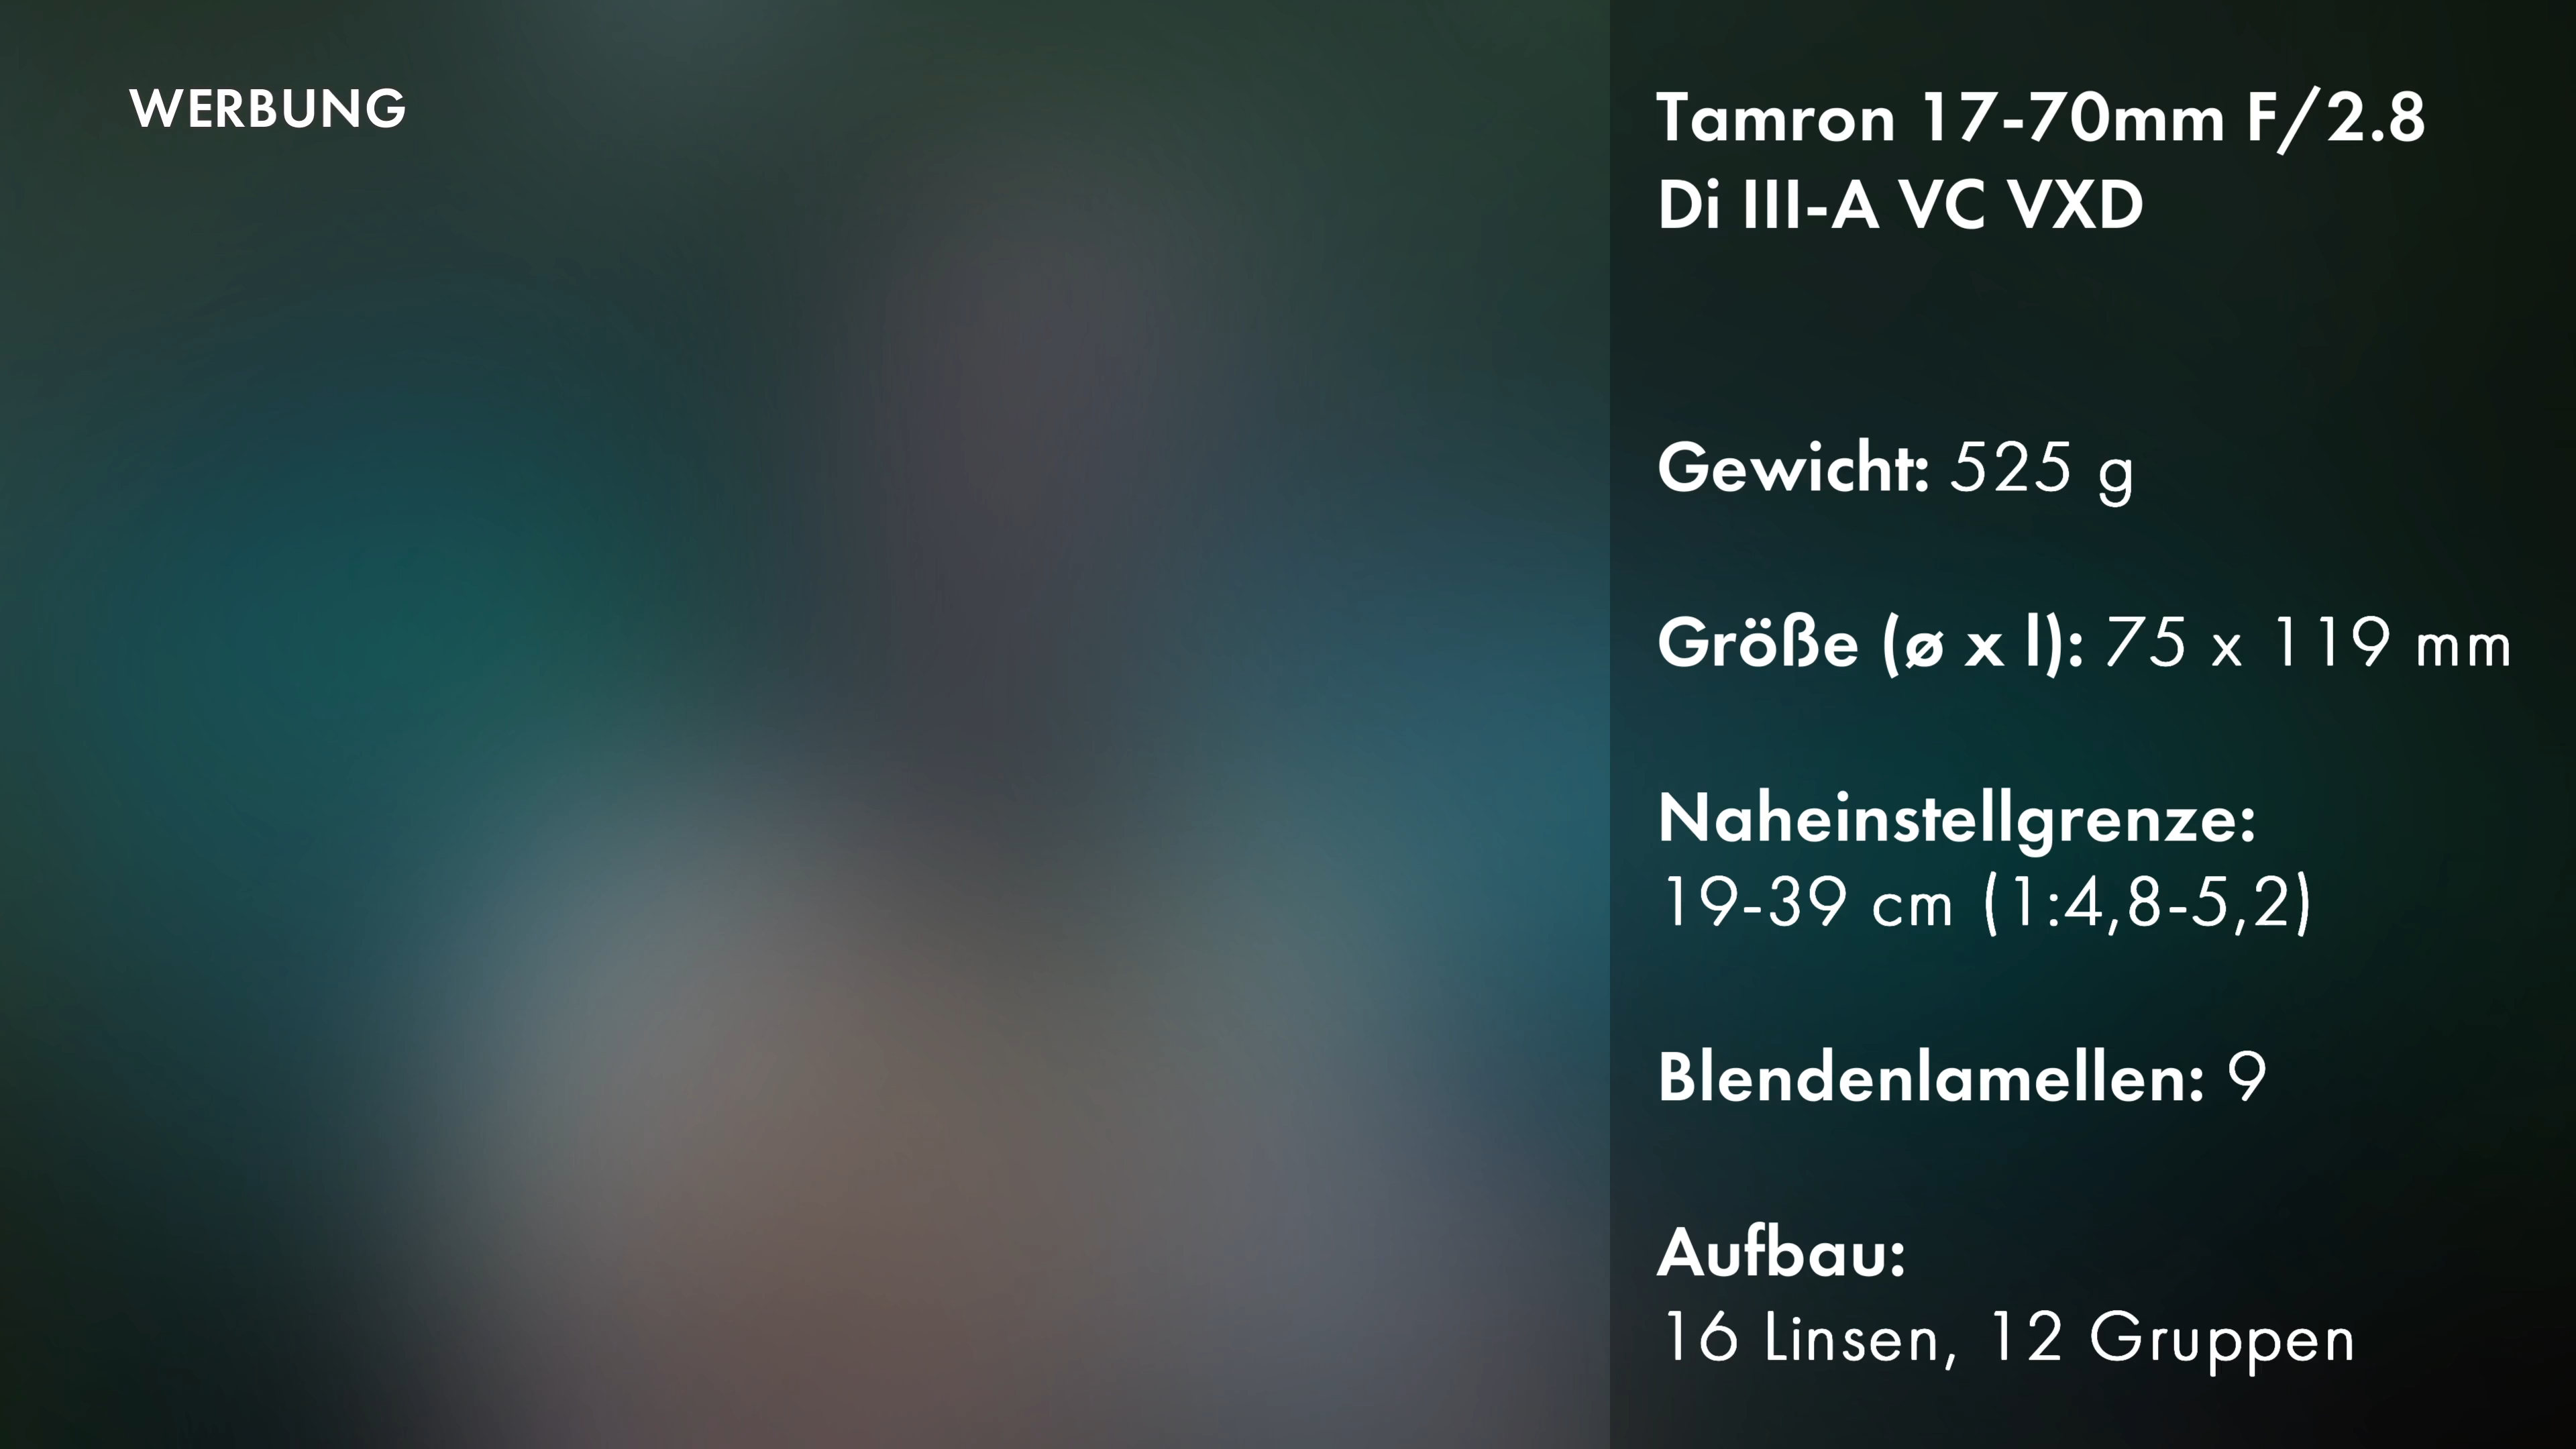 WERBUNG
Tamron 17-70mm F/2.8
Di III-A VC VXD
Gewicht: 525 g
Größe (ø x l): 75 x 119 mm
Naheinstellgrenze:
19-39 cm (1:4,8-5,2)
Blendenlamellen: 9
Aufbau:
16 Linsen, 12 Gruppen